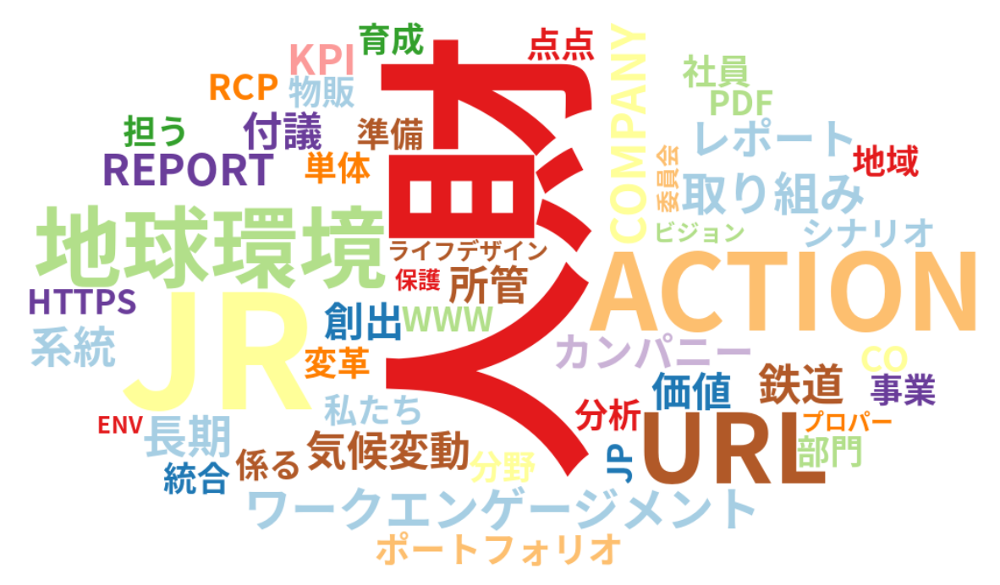 育成
点点
KPI
COMPANY
社員
RCP
物販
PDF
担う
付議
準備
人財
レポート
REPORT
単体
委員会
地域
取り組み
地球環境
ビジョン
シナリオ
ライフデザイン
ACTION
保護
所管
HTTPS
JR
創出
WWW
系統
変革
カンパニー
CO
価値
鉄道
事業
私たち
分析
ENV
長期
URL
プロパー
気候変動
部門
係る
分野
JP
統合
ワークエンゲージメント
ポートフォリオ